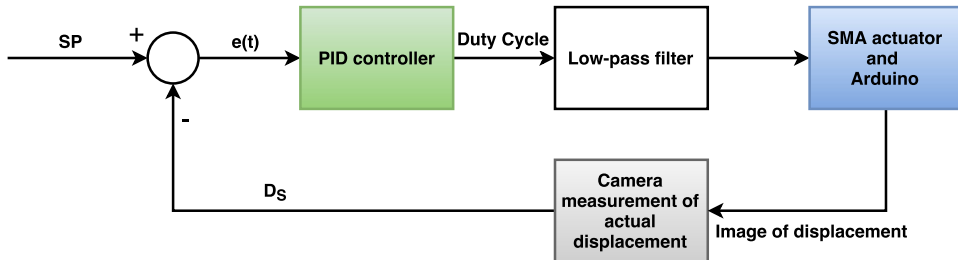 SP
+
-
e(t)
PID controller
Duty Cycle
Low-pass filter
SMA actuator
and
Arduino
Camera
measurement of
actual
displacement
Image of displacement
D_S